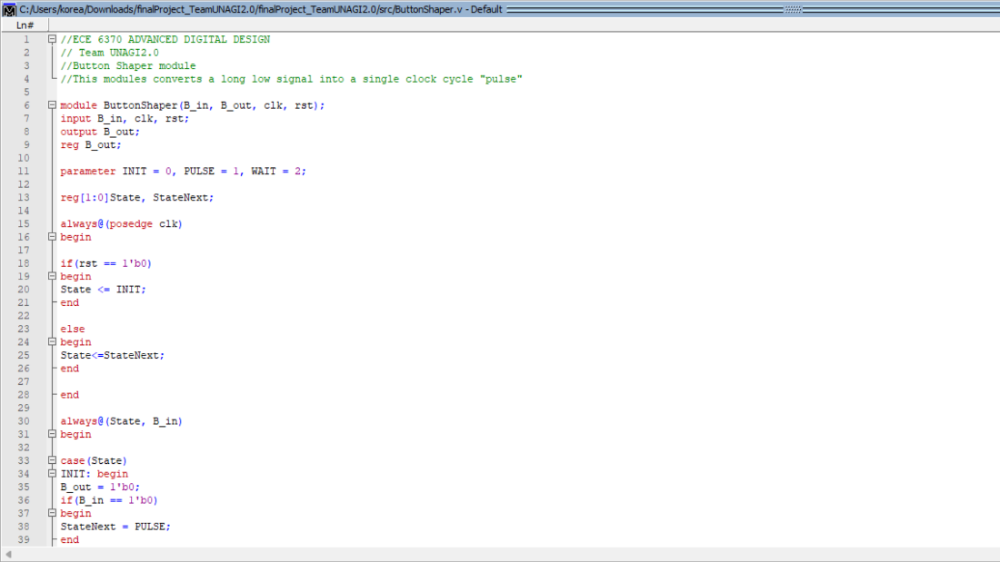 C:/Users/korea/Downloads/finalProject_TeamUNAGI2.0/finalProject_TeamUNAGI2.0/src/ButtonShaper.v - Default
Ln#
1 //ECE 6370 ADVANCED DIGITAL DESIGN
2 // Team UNAGI2.0
3 //Button Shaper module
4 //This modules converts a long low signal into a single clock cycle "pulse"
5
6 module ButtonShaper(B_in, B_out, clk, rst);
7 input B_in, clk, rst;
8 output B_out;
9 reg B_out;
10
11 parameter INIT = 0, PULSE = 1, WAIT = 2;
12
13 reg[1:0]State, StateNext;
14
15 always@(posedge clk)
16 begin
17
18 if(rst == 1'b0)
19 begin
20 State <= INIT;
21 end
22
23 else
24 begin
25 State<=StateNext;
26 end
27
28 end
29
30 always@(State, B_in)
31 begin
32
33 case(State)
34 INIT: begin
35 B_out = 1'b0;
36 if(B_in == 1'b0)
37 begin
38 StateNext = PULSE;
39 end